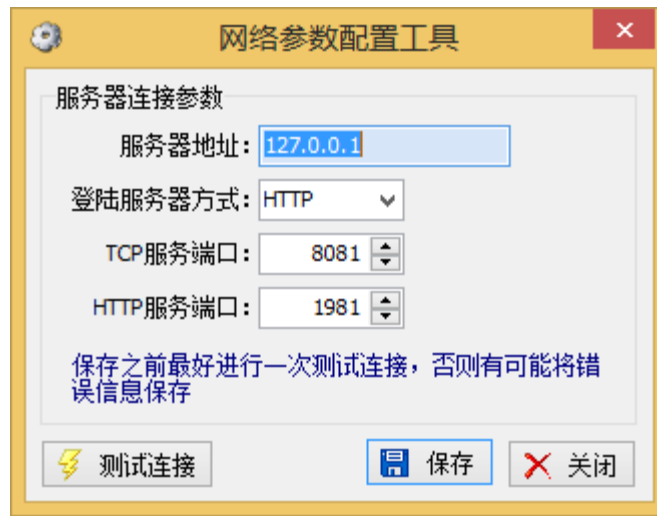 网络参数配置工具
服务器连接参数
服务器地址：127.0.0.1
登陆服务器方式：HTTP
TCP服务端口：8081
HTTP服务端口：1981
保存之前最好进行一次测试连接，否则有可能将错
误信息保存
测试连接 保存 关闭